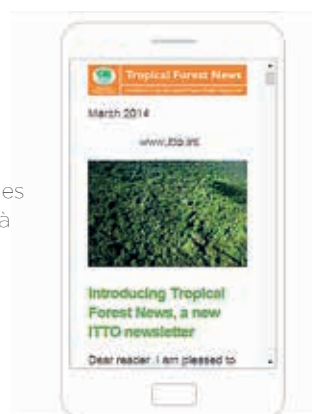 Tropical Forest News
March 2014
www.itto.int
es
à
Introducing Tropical
Forest News, a new
ITTO newsletter
Dear reader. I am pleased to